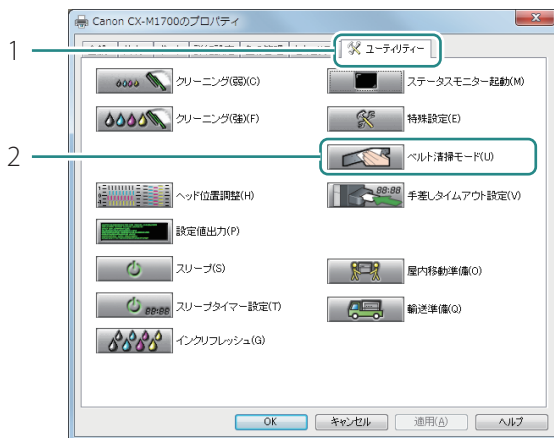 Canon CX-M1700のプロパティ
1
ユーティリティー
クリーニング(弱)(C)
ステータスモニター起動(M)
クリーニング(強)(F)
特殊設定(E)
2
ベルト清掃モード(U)
ヘッド位置調整(H)
88:88
手差しタイムアウト設定(V)
設定値出力(P)
スリープ(S)
屋内移動準備(O)
88:88
スリープタイマー設定(T)
輸送準備(Q)
インクリフレッシュ(G)
OK
キャンセル
適用(A)
ヘルプ